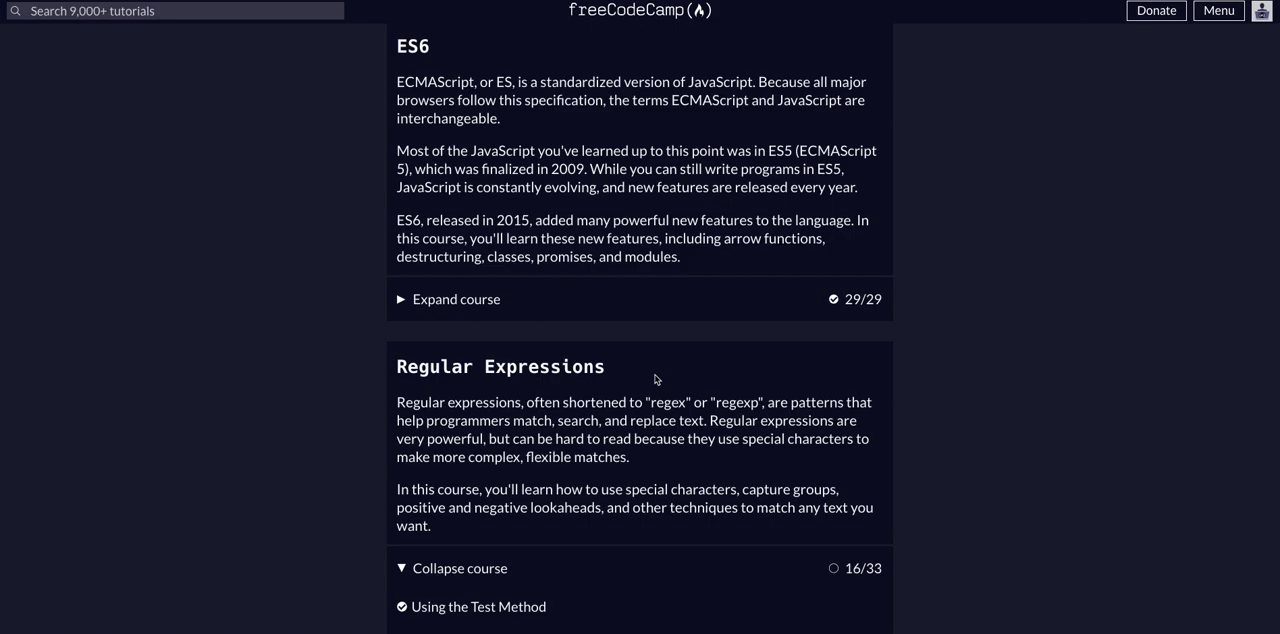 Search 9,000+ tutorials
freeCodeCamp
Donate
Menu
ES6
ECMAScript, or ES, is a standardized version of JavaScript. Because all major
browsers follow this specification, the terms ECMAScript and JavaScript are
interchangeable.
Most of the JavaScript you've learned up to this point was in ES5 (ECMAScript
5), which was finalized in 2009. While you can still write programs in ES5,
JavaScript is constantly evolving, and new features are released every year.
ES6, released in 2015, added many powerful new features to the language. In
this course, you'll learn these new features, including arrow functions,
destructuring, classes, promises, and modules.
Expand course 29/29
Regular Expressions
Regular expressions, often shortened to "regex" or "regexp", are patterns that
help programmers match, search, and replace text. Regular expressions are
very powerful, but can be hard to read because they use special characters to
make more complex, flexible matches.
In this course, you'll learn how to use special characters, capture groups,
positive and negative lookaheads, and other techniques to match any text you
want.
Collapse course 16/33
Using the Test Method